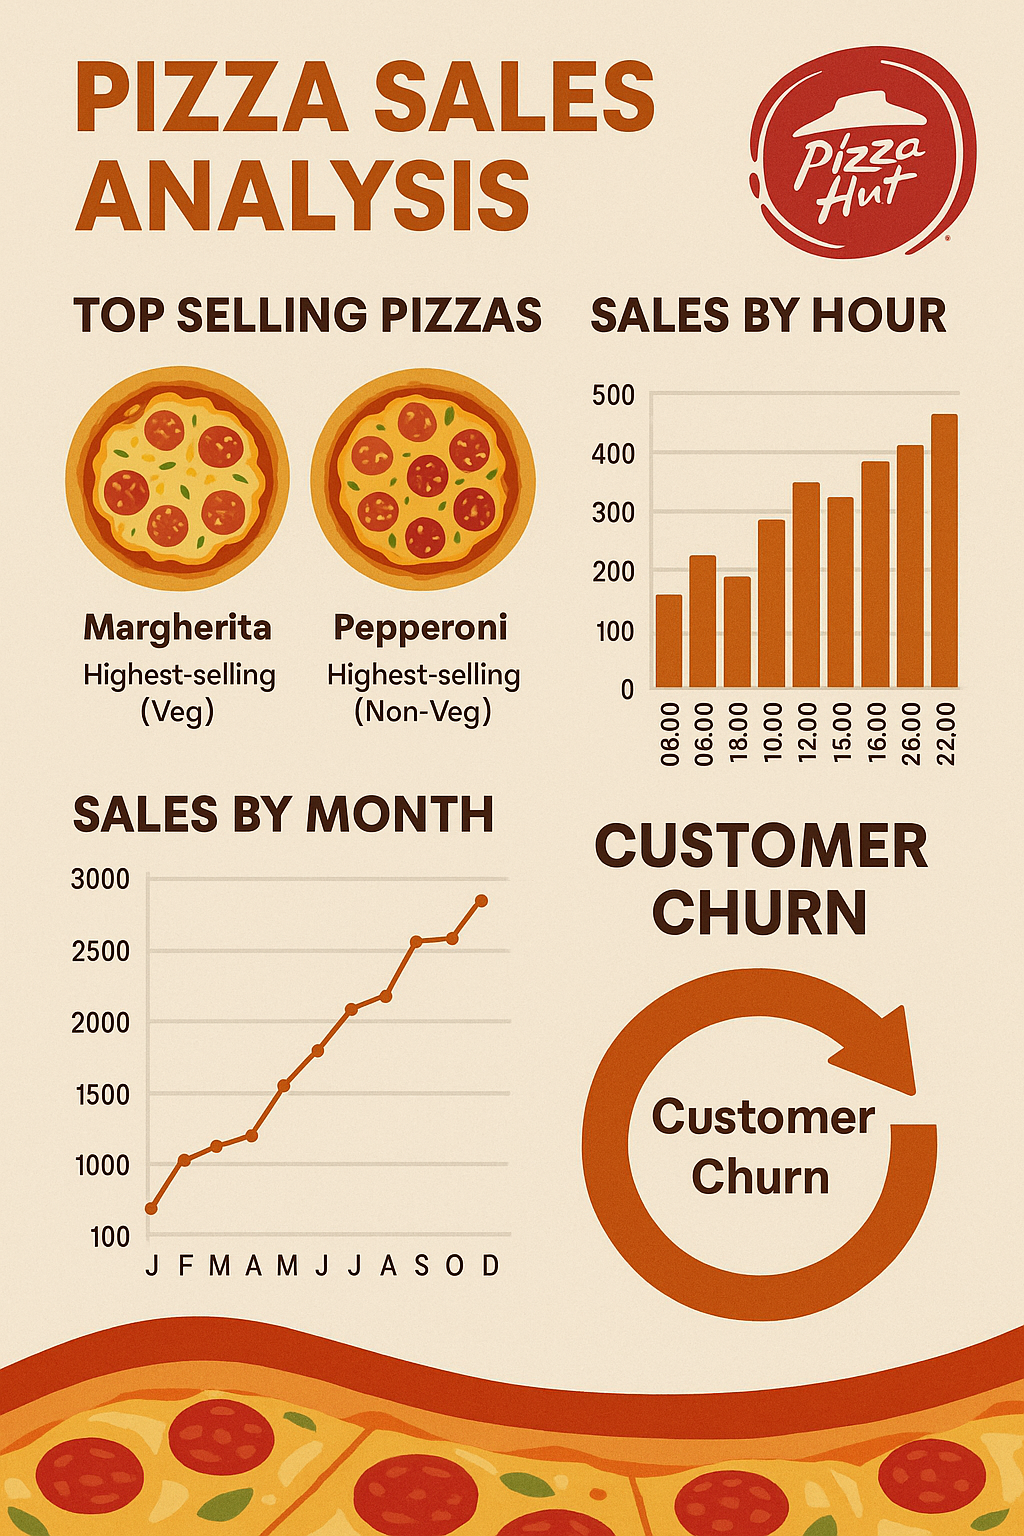 PIZZA SALES
ANALYSIS
Pizza
Hut
TOP SELLING PIZZAS
Margherita
Highest-selling
(Veg)
Pepperoni
Highest-selling
(Non-Veg)
SALES BY HOUR
500
400
300
200
100
0
08.00
06.00
18.00
10.00
12.00
15.00
16.00
26.00
22.00
SALES BY MONTH
3000
2500
2000
1500
1000
100
J F M A M J J A S O D
CUSTOMER
CHURN
Customer
Churn